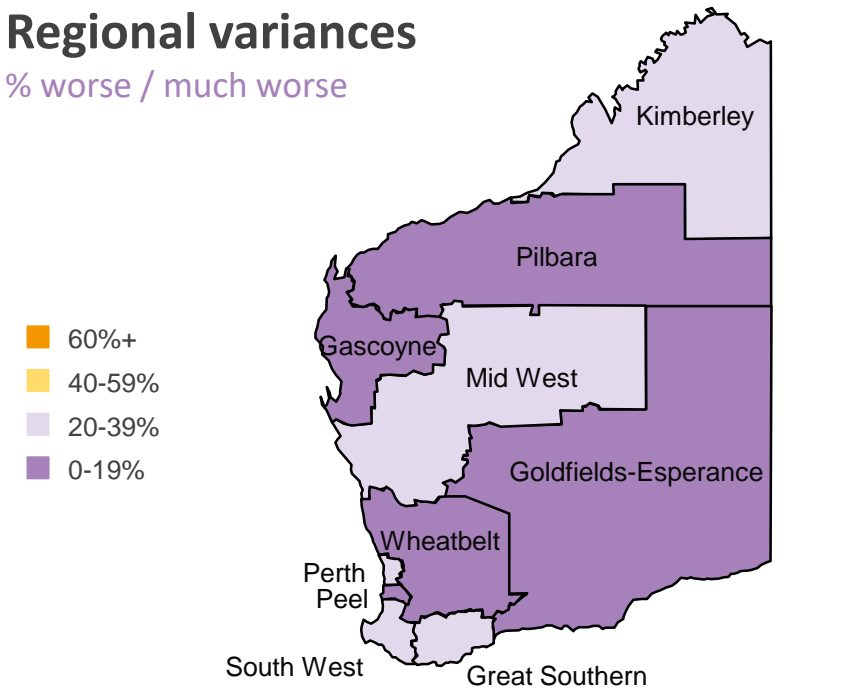 Regional variances
% worse / much worse
Kimberley
Pilbara
60%+
Gascoyne
40-59%
Mid West
20-39%
0-19%
Goldfields-Esperance
Wheatbelt
Perth
Peel
South West
Great Southern